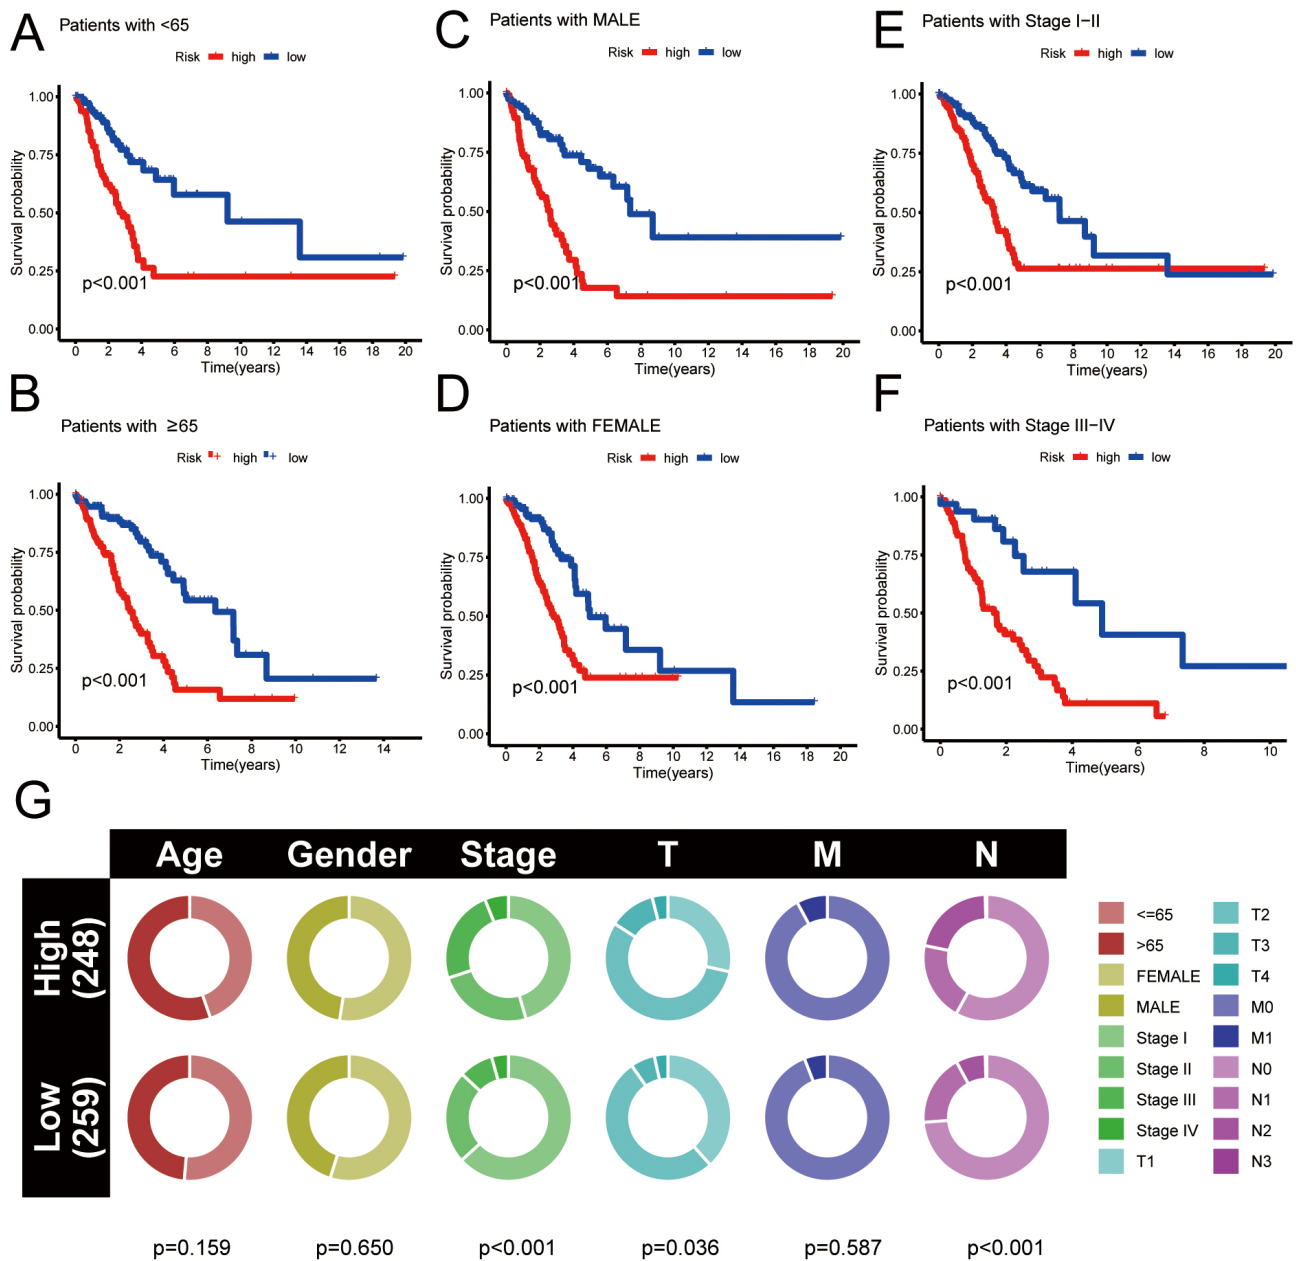 A
Patients with <65
Risk high low
Survival probability
1.00
0.75
0.50
0.25
0.00
p<0.001
0 2 4 6 8 10 12 14 16 18 20
Time(years)
C
Patients with MALE
Risk high low
Survival probability
1.00
0.75
0.50
0.25
0.00
p<0.001
0 2 4 6 8 10 12 14 16 18 20
Time(years)
E
Patients with Stage I−II
Risk high low
Survival probability
1.00
0.75
0.50
0.25
0.00
p<0.001
0 2 4 6 8 10 12 14 16 18 20
Time(years)
B
Patients with ≥65
Risk high low
Survival probability
1.00
0.75
0.50
0.25
0.00
p<0.001
0 2 4 6 8 10 12 14
Time(years)
D
Patients with FEMALE
Risk high low
Survival probability
1.00
0.75
0.50
0.25
0.00
p<0.001
0 2 4 6 8 10 12 14 16 18 20
Time(years)
F
Patients with Stage III−IV
Risk high low
Survival probability
1.00
0.75
0.50
0.25
0.00
p<0.001
0 2 4 6 8 10
Time(years)
G
Age Gender Stage T M N
High
(248)
Low
(259)
p=0.159 p=0.650 p<0.001 p=0.036 p=0.587 p<0.001
<=65
>65
FEMALE
MALE
Stage I
Stage II
Stage III
Stage IV
T1
T2
T3
T4
M0
M1
N0
N1
N2
N3